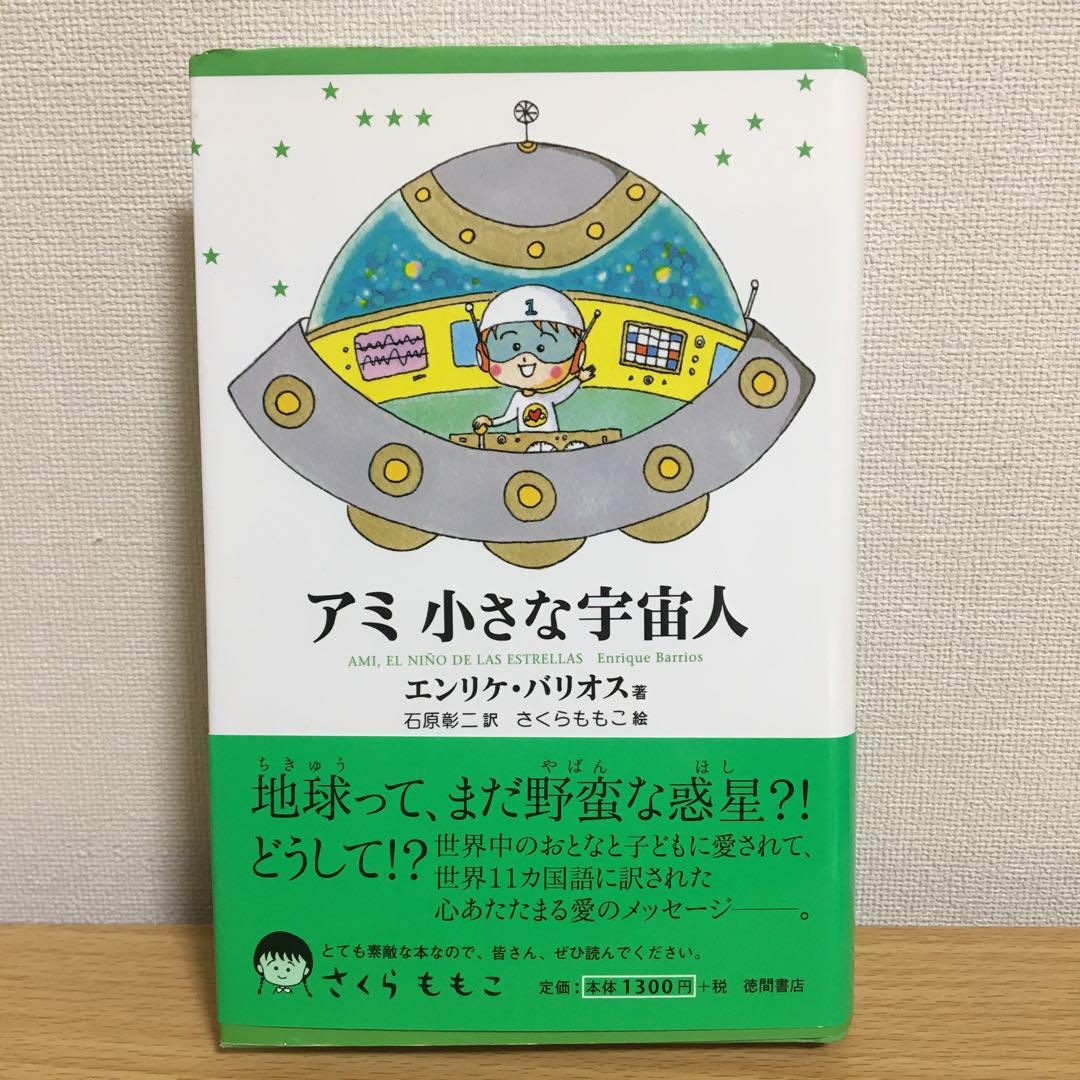 1
アミ 小さな宇宙人
AMI, EL NIÑO DE LAS ESTRELLAS Enrique Barrios
エンリケ・バリオス著
石原彰二訳 さくらももこ絵
ちきゅう やばん ほし
地球って、まだ野蛮な惑星?!
どうして!?
世界中のおとなと子どもに愛されて、
世界11カ国語に訳された
心あたたまる愛のメッセージ――。
とても素敵な本なので、皆さん、ぜひ読んでください。
さくらももこ
定価:本体1300円+税 徳間書店